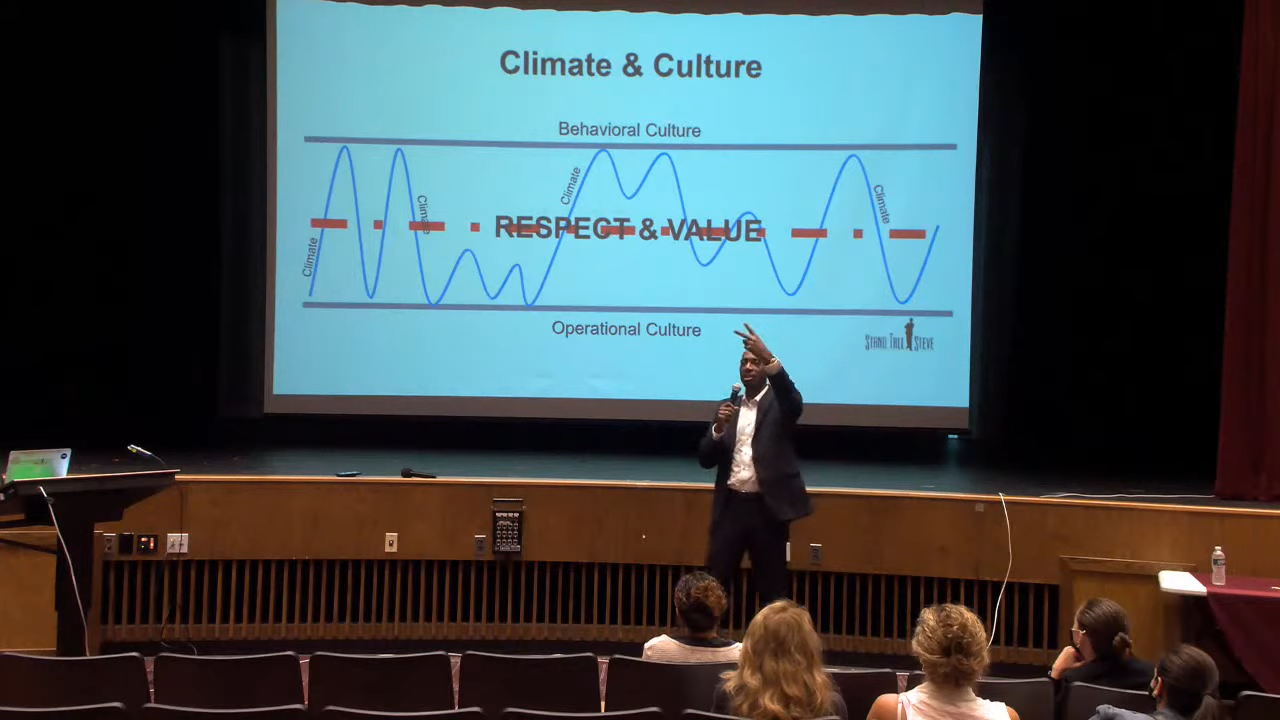 Climate & Culture
Behavioral Culture
Climate
Climate
Climate
Climate
RESPECT & VALUE
Operational Culture
STAND TALL STEVE